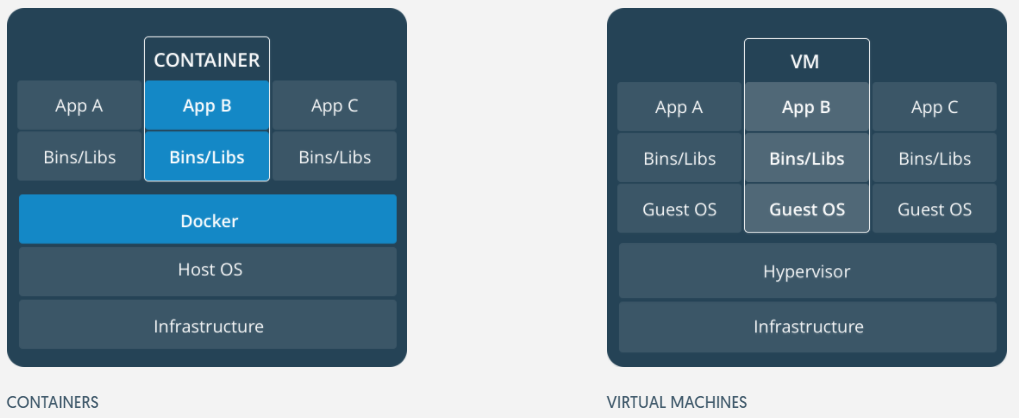 CONTAINER
App A
App B
App C
Bins/Libs
Bins/Libs
Bins/Libs
Docker
Host OS
Infrastructure
CONTAINERS
VM
App A
App B
App C
Bins/Libs
Bins/Libs
Bins/Libs
Guest OS
Guest OS
Guest OS
Hypervisor
Infrastructure
VIRTUAL MACHINES